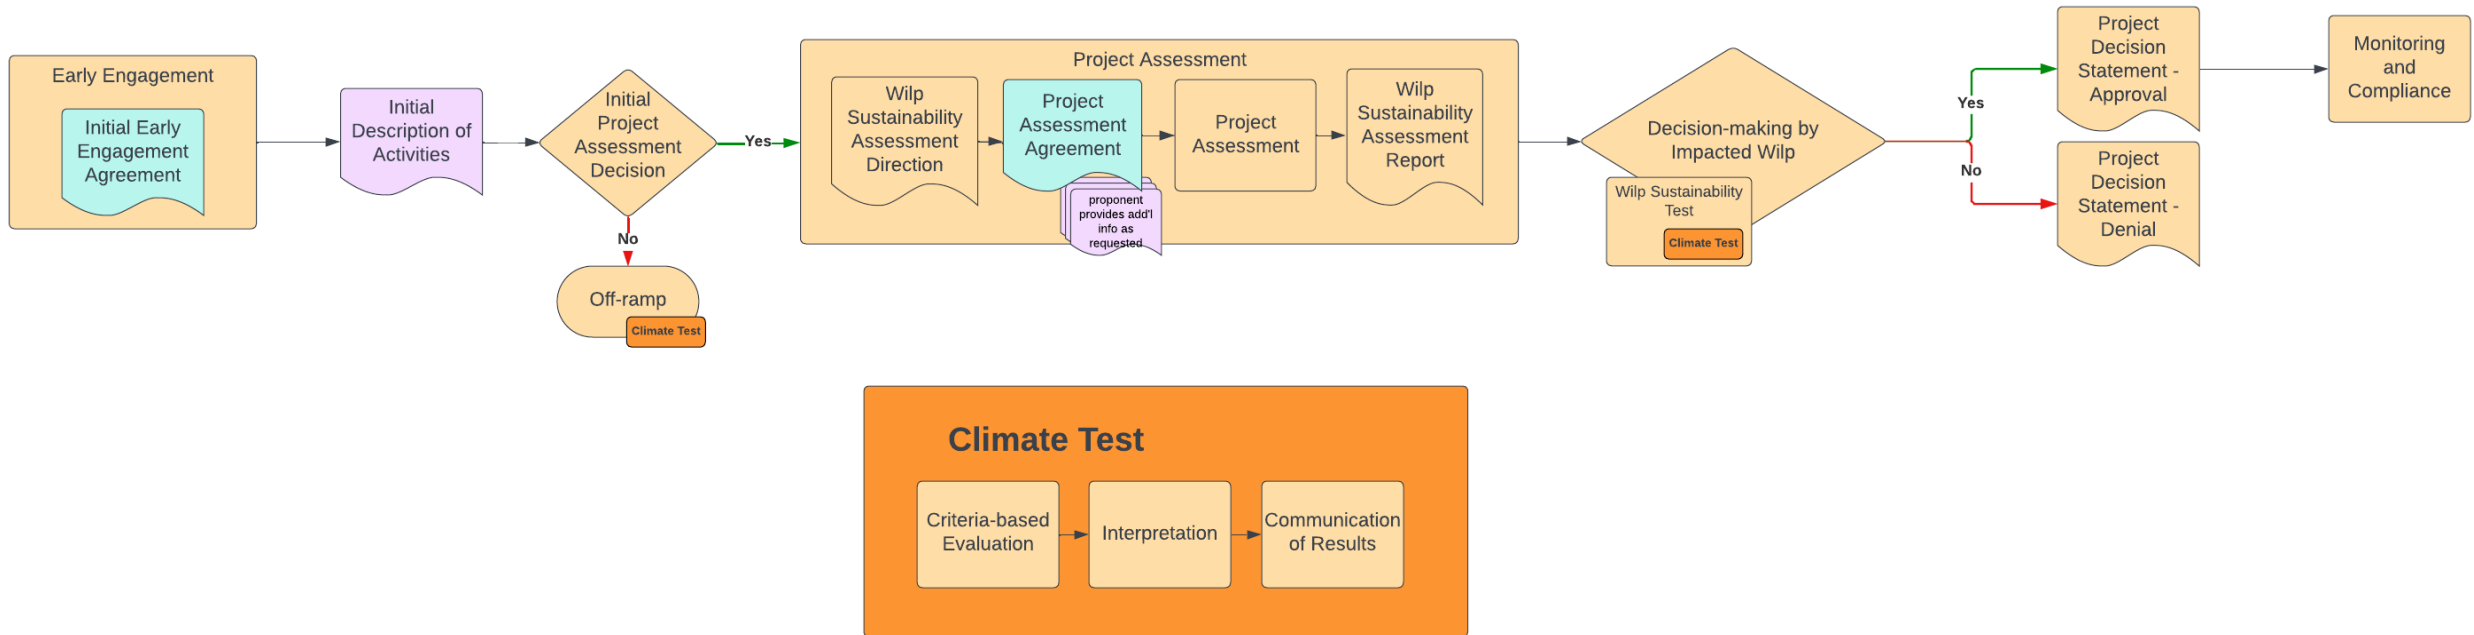 Early Engagement
Initial Early
Engagement
Agreement
Initial
Description of
Activities
Initial
Project
Assessment
Decision
Yes
No
Off-ramp
Climate Test
Project Assessment
Wilp
Sustainability
Assessment
Direction
Project
Assessment
Agreement
proponent
provides add'l
info as
requested
Project
Assessment
Wilp
Sustainability
Assessment
Report
Decision-making by
Impacted Wilp
Wilp Sustainability
Test
Climate Test
Yes
No
Project
Decision
Statement -
Approval
Project
Decision
Statement -
Denial
Monitoring
and
Compliance
Climate Test
Criteria-based
Evaluation
Interpretation
Communication
of Results